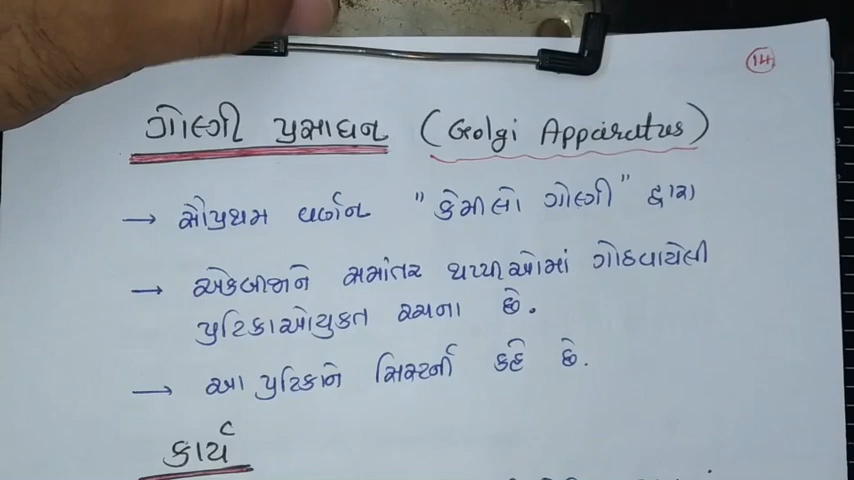 14
ગોલ્ગી પ્રસાધન (Golgi Apparatus)
→ સૌપ્રથમ વર્ણન "કેમીલો ગોલ્ગી" દ્વારા
→ એકબીજાને સમાંતર થપ્પીઓમાં ગોઠવાયેલી
પુટિકાઓયુક્ત રચના છે.
→ આ પુટિકાને સિસ્ટર્ની કહે છે.
કાર્ય